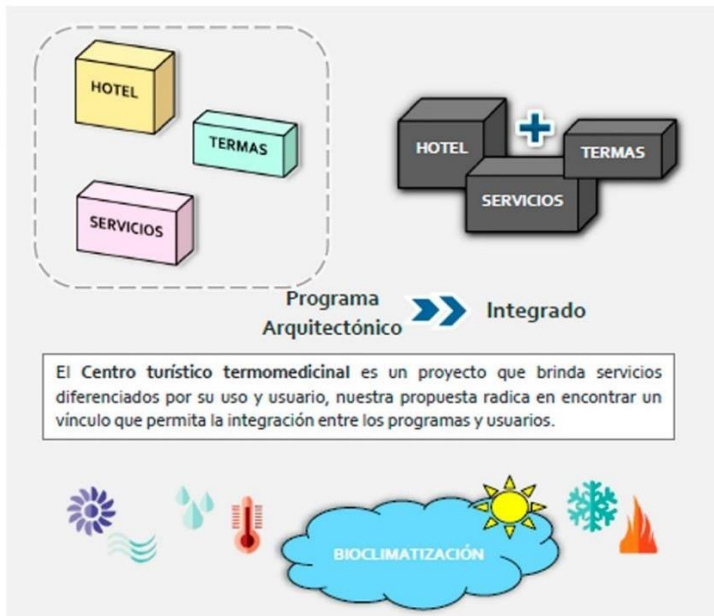 HOTEL
TERMAS
SERVICIOS
HOTEL
TERMAS
SERVICIOS
Programa
Arquitectónico
Integrado
El Centro turístico termomedicinal es un proyecto que brinda servicios
diferenciados por su uso y usuario, nuestra propuesta radica en encontrar un
vínculo que permita la integración entre los programas y usuarios.
BIOCLIMATIZACIÓN